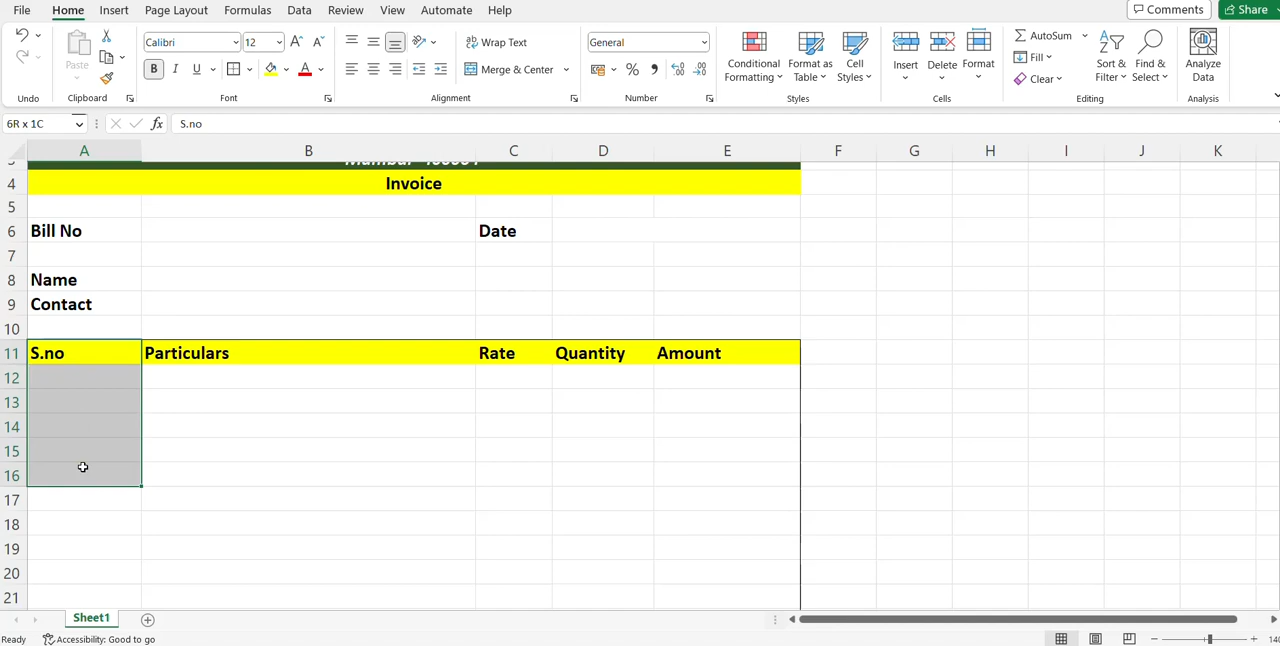 File Home Insert Page Layout Formulas Data Review View Automate Help Comments Share
Calibri 12 Wrap Text General AutoSum
Paste B I U Merge & Center % Conditional Formatting Format as Table Cell Styles Insert Delete Format Fill Sort & Filter Find & Select Analyze Data
Clear
Undo Clipboard Font Alignment Number Styles Cells Editing Analysis
6R x 1C fx S.no
A B C D E F G H I J K
4 Invoice
5
6 Bill No Date
7
8 Name
9 Contact
10
11 S.no Particulars Rate Quantity Amount
12
13
14
15
16
17
18
19
20
21
Sheet1
Ready Accessibility: Good to go